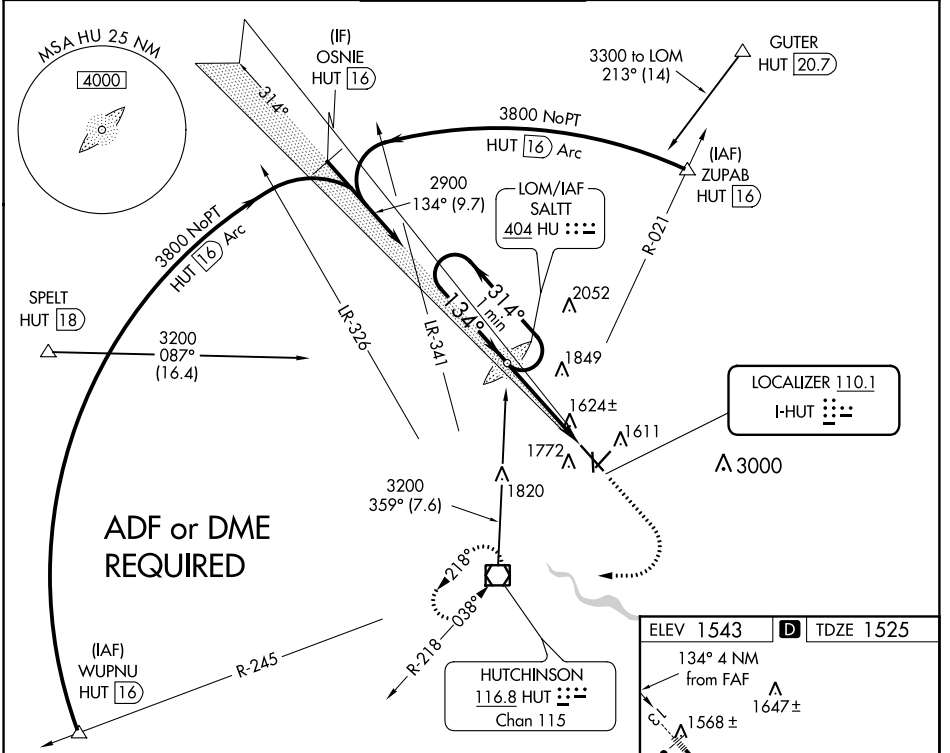 MSA HU 25 NM
4000
(IF)
OSNIE
HUT 16
3300 to LOM
213° (14)
GUTER
HUT 20.7
314°
3800 NoPT
HUT 16 Arc
(IAF)
ZUPAB
HUT 16
2900
134° (9.7)
LOM/IAF
SALTT
404 HU
3800 NoPT
HUT 16 Arc
R-021
SPELT
HUT 18
3200
087°
(16.4)
LR-326
LR-341
134°
314°
1 min
2052
1849
LOCALIZER 110.1
I-HUT
1624±
1611
1772
3000
1820
3200
359° (7.6)
ADF or DME
REQUIRED
218°
038°
R-218
(IAF)
WUPNU
HUT 16
R-245
HUTCHINSON
116.8 HUT
Chan 115
ELEV 1543 D TDZE 1525
134° 4 NM
from FAF
1647±
13
1568 ±